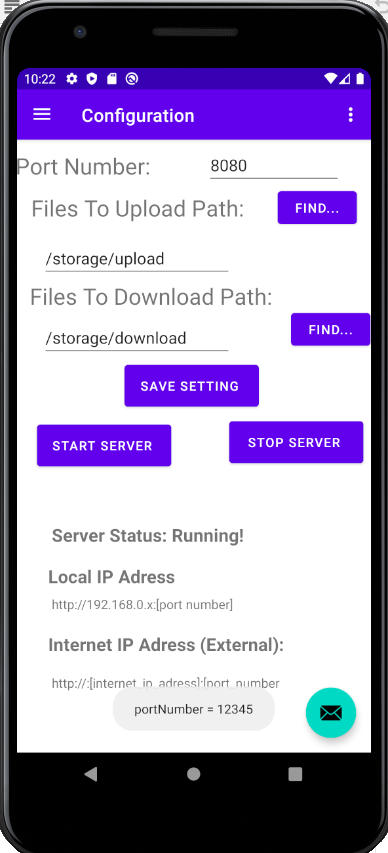 10:22
Configuration
Port Number: 8080
Files To Upload Path: FIND...
/storage/upload
Files To Download Path:
FIND...
/storage/download
SAVE SETTING
START SERVER STOP SERVER
Server Status: Running!
Local IP Adress
http://192.168.0.x:[port number]
Internet IP Adress (External):
http://:[internet_ip_adress]:[port_number
portNumber = 12345